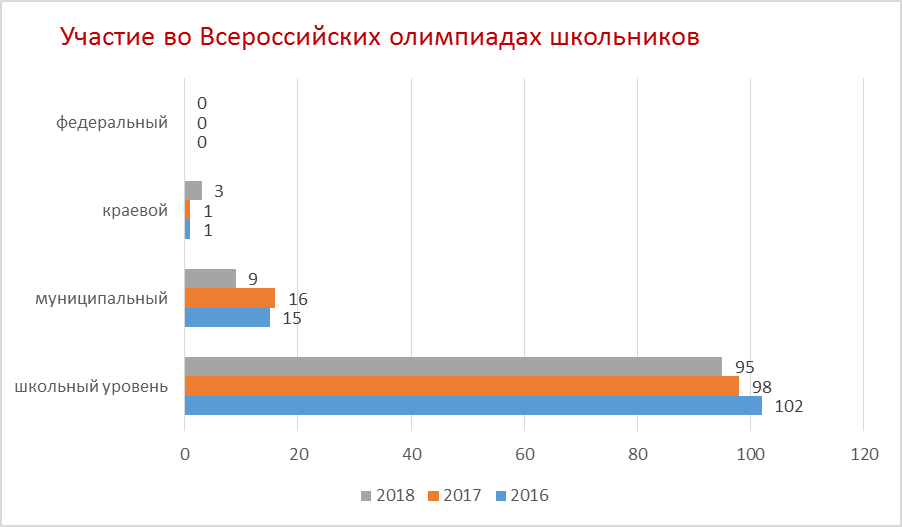 Участие во Всероссийских олимпиадах школьников
федеральный
0
0
0
краевой
3
1
1
муниципальный
9
16
15
школьный уровень
95
98
102
0 20 40 60 80 100 120
2018 2017 2016